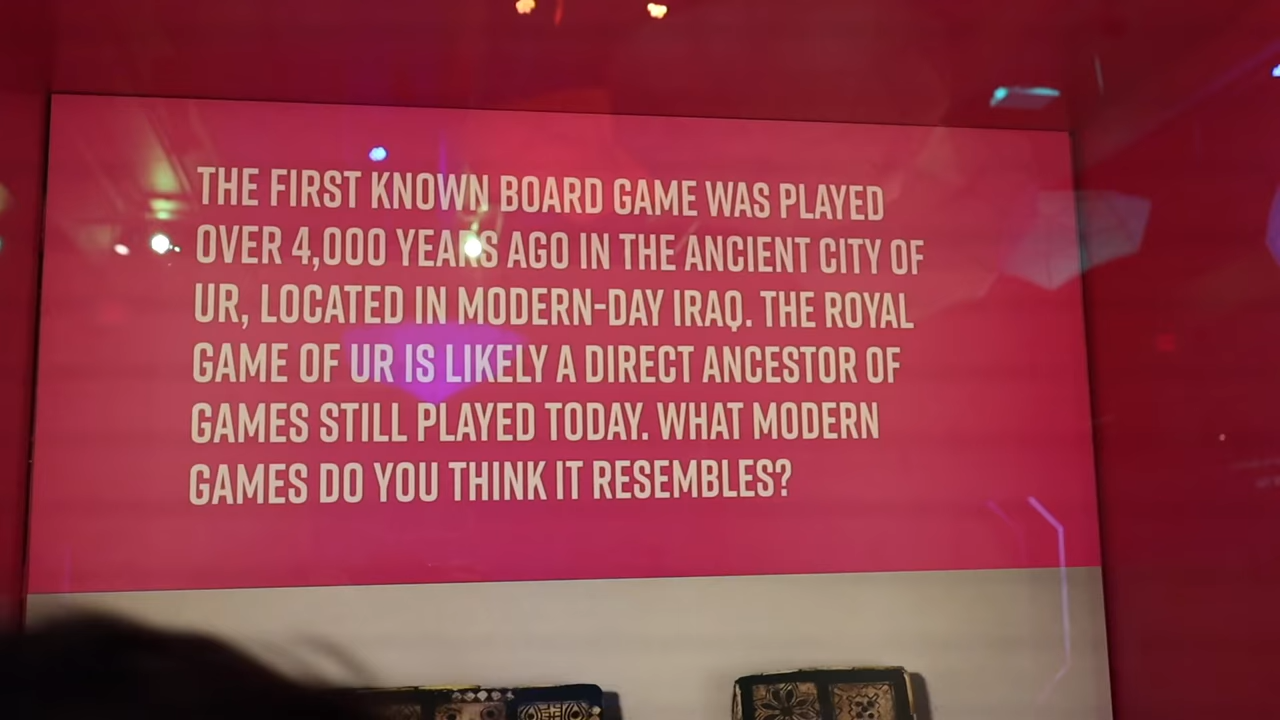 THE FIRST KNOWN BOARD GAME WAS PLAYED
OVER 4,000 YEARS AGO IN THE ANCIENT CITY OF
UR, LOCATED IN MODERN-DAY IRAQ. THE ROYAL
GAME OF UR IS LIKELY A DIRECT ANCESTOR OF
GAMES STILL PLAYED TODAY. WHAT MODERN
GAMES DO YOU THINK IT RESEMBLES?